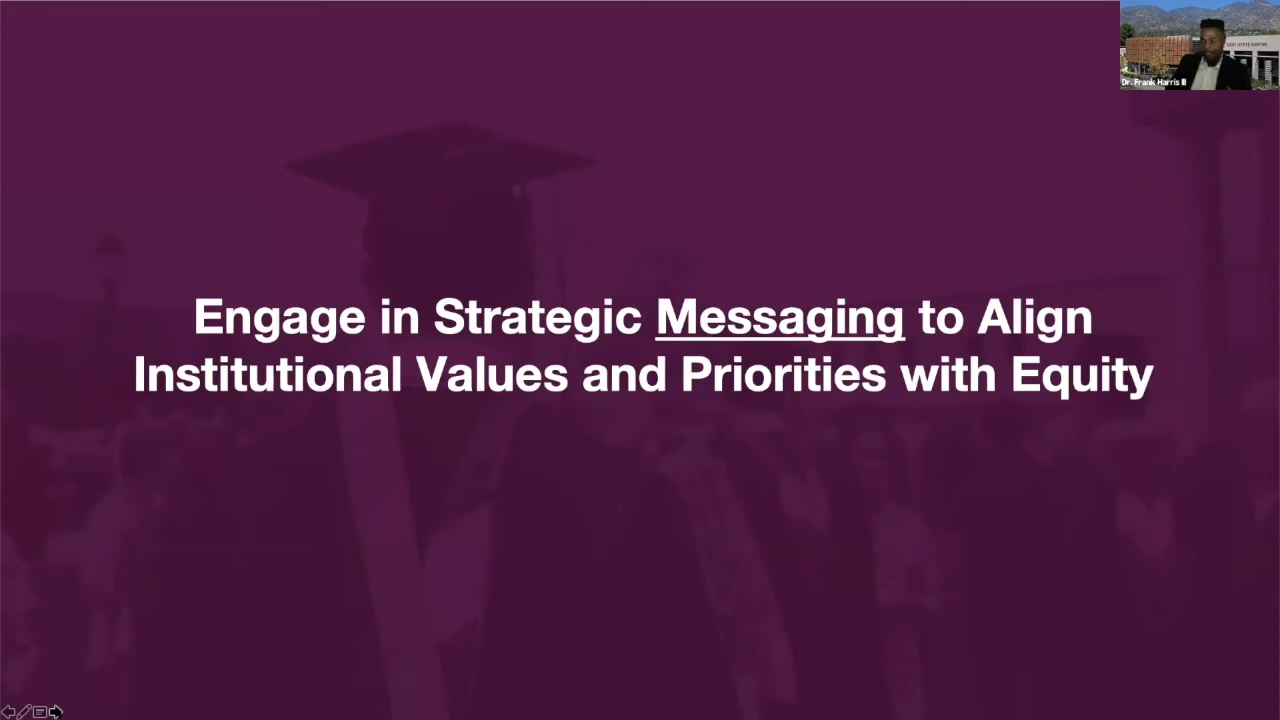 Dr. Frank Harris III
Engage in Strategic Messaging to Align
Institutional Values and Priorities with Equity